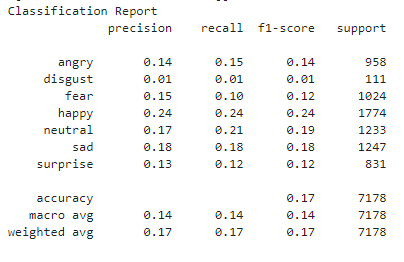 Classification Report
precision recall f1-score support
angry 0.14 0.15 0.14 958
disgust 0.01 0.01 0.01 111
fear 0.15 0.10 0.12 1024
happy 0.24 0.24 0.24 1774
neutral 0.17 0.21 0.19 1233
sad 0.18 0.18 0.18 1247
surprise 0.13 0.12 0.12 831
accuracy 0.17 7178
macro avg 0.14 0.14 0.14 7178
weighted avg 0.17 0.17 0.17 7178